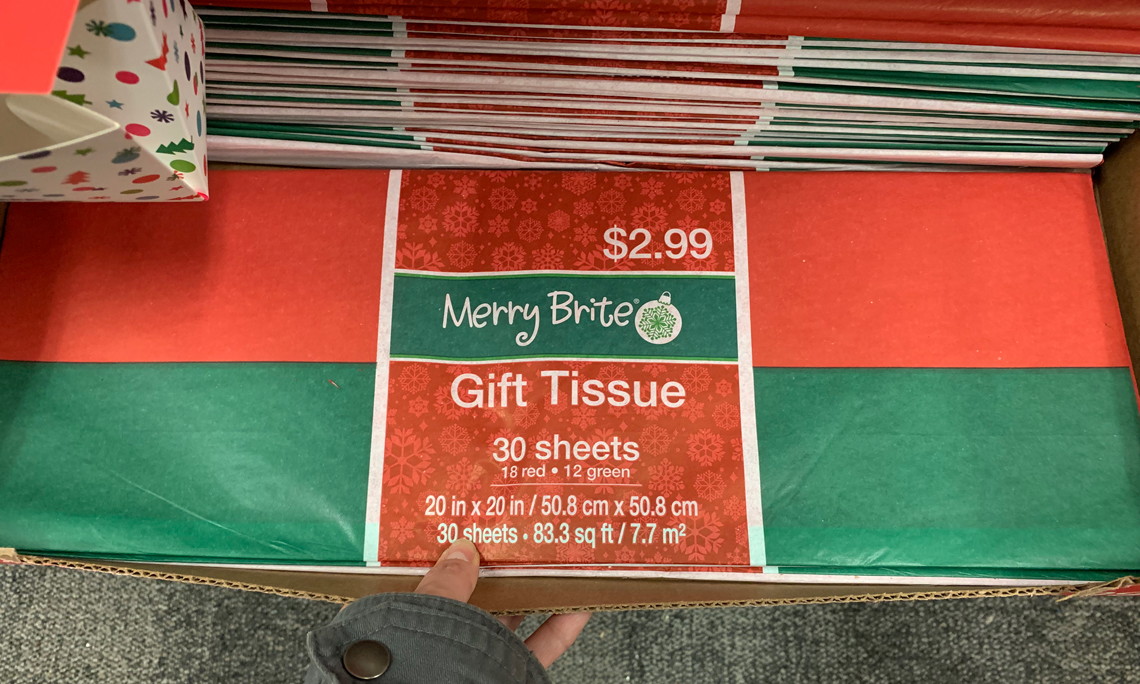 $2.99
Merry Brite®
Gift Tissue
30 sheets
18 red • 12 green
20 in x 20 in / 50.8 cm x 50.8 cm
30 sheets • 83.3 sq ft / 7.7 m²